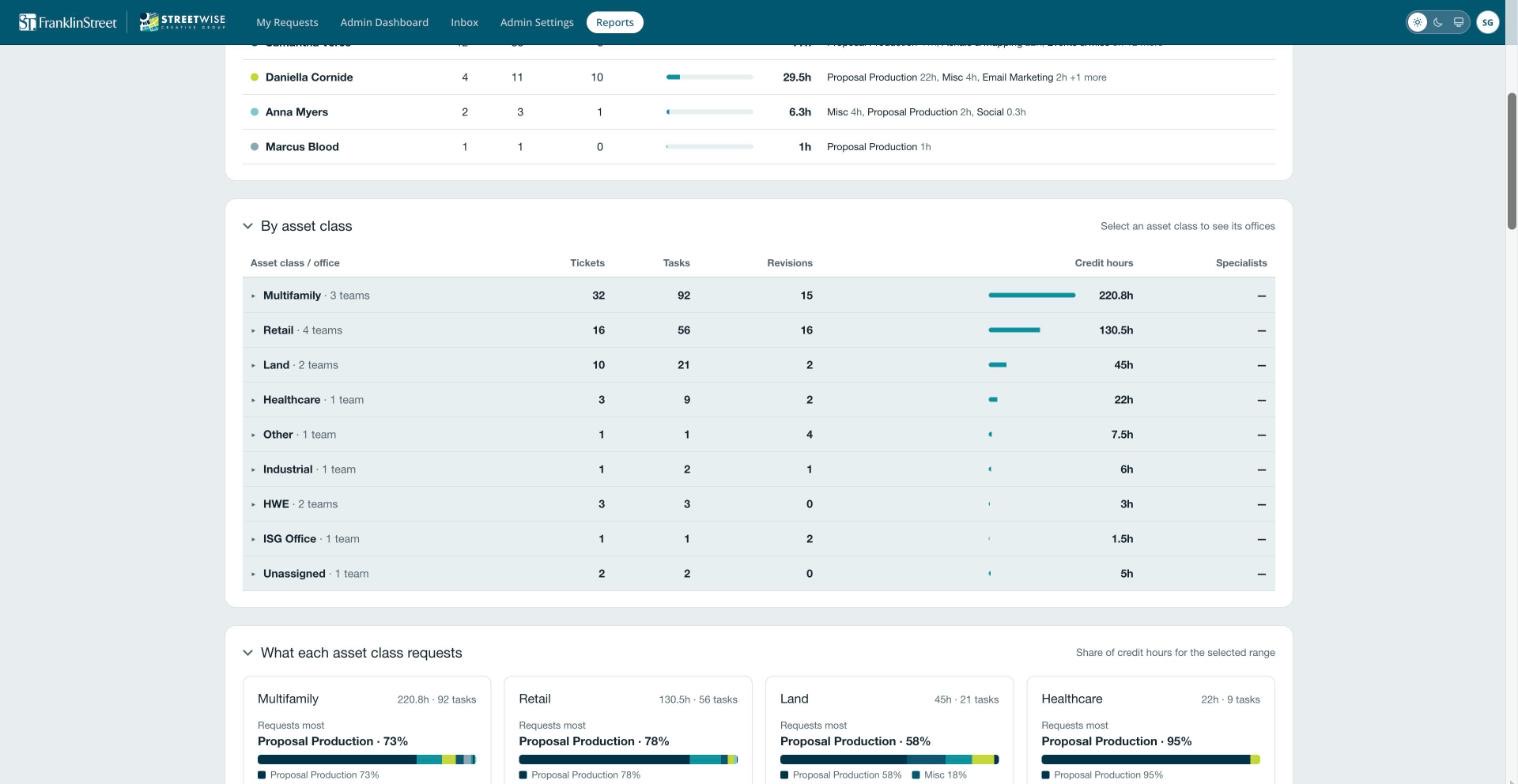 FranklinStreet STREETWISE CREATIVE GROUP My Requests Admin Dashboard Inbox Admin Settings Reports SG
Daniella Cornide 4 11 10 29.5h Proposal Production 22h, Misc 4h, Email Marketing 2h +1 more
Anna Myers 2 3 1 6.3h Misc 4h, Proposal Production 2h, Social 0.3h
Marcus Blood 1 1 0 1h Proposal Production 1h
By asset class Select an asset class to see its offices
Asset class / office Tickets Tasks Revisions Credit hours Specialists
Multifamily · 3 teams 32 92 15 220.8h —
Retail · 4 teams 16 56 16 130.5h —
Land · 2 teams 10 21 2 45h —
Healthcare · 1 team 3 9 2 22h —
Other · 1 team 1 1 4 7.5h —
Industrial · 1 team 1 2 1 6h —
HWE · 2 teams 3 3 0 3h —
ISG Office · 1 team 1 1 2 1.5h —
Unassigned · 1 team 2 2 0 5h —
What each asset class requests Share of credit hours for the selected range
Multifamily 220.8h · 92 tasks Retail 130.5h · 56 tasks Land 45h · 21 tasks Healthcare 22h · 9 tasks
Requests most Requests most Requests most Requests most
Proposal Production · 73% Proposal Production · 78% Proposal Production · 58% Proposal Production · 95%
Proposal Production 73% Proposal Production 78% Proposal Production 58% Misc 18% Proposal Production 95%